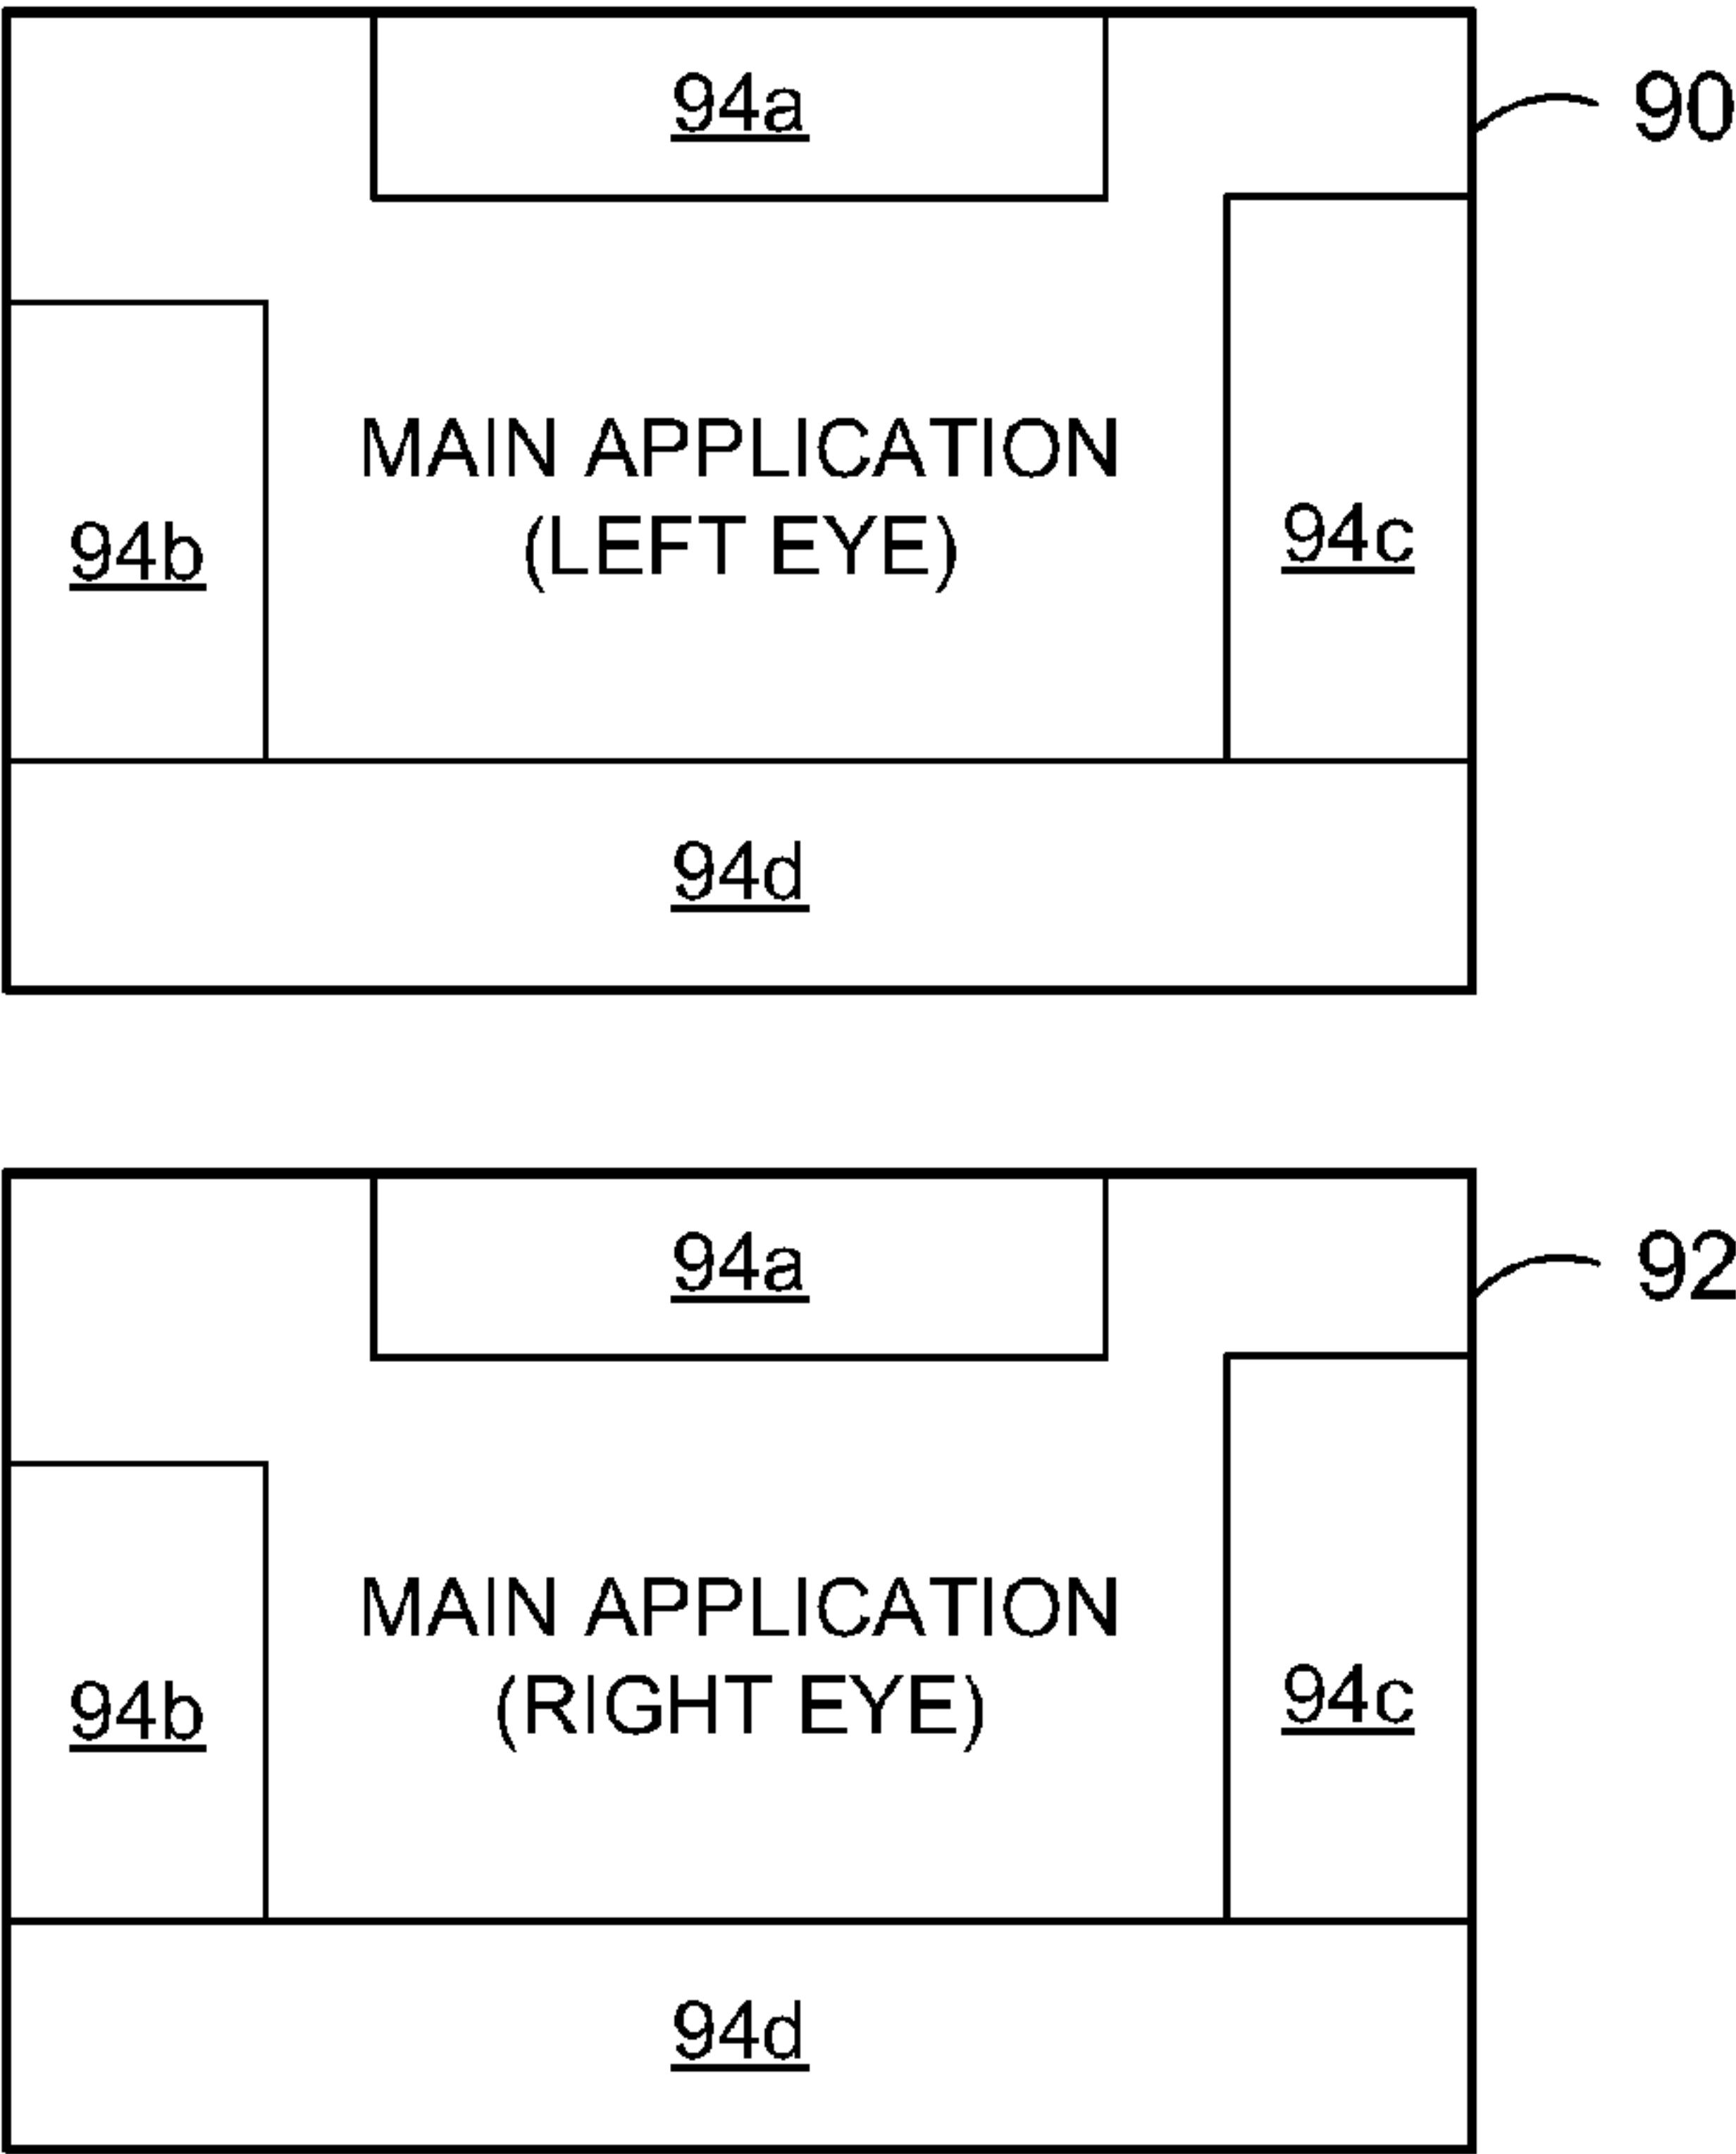 94a
90
MAIN APPLICATION
(LEFT EYE)
94b
94c
94d
94a
92
MAIN APPLICATION
(RIGHT EYE)
94b
94c
94d